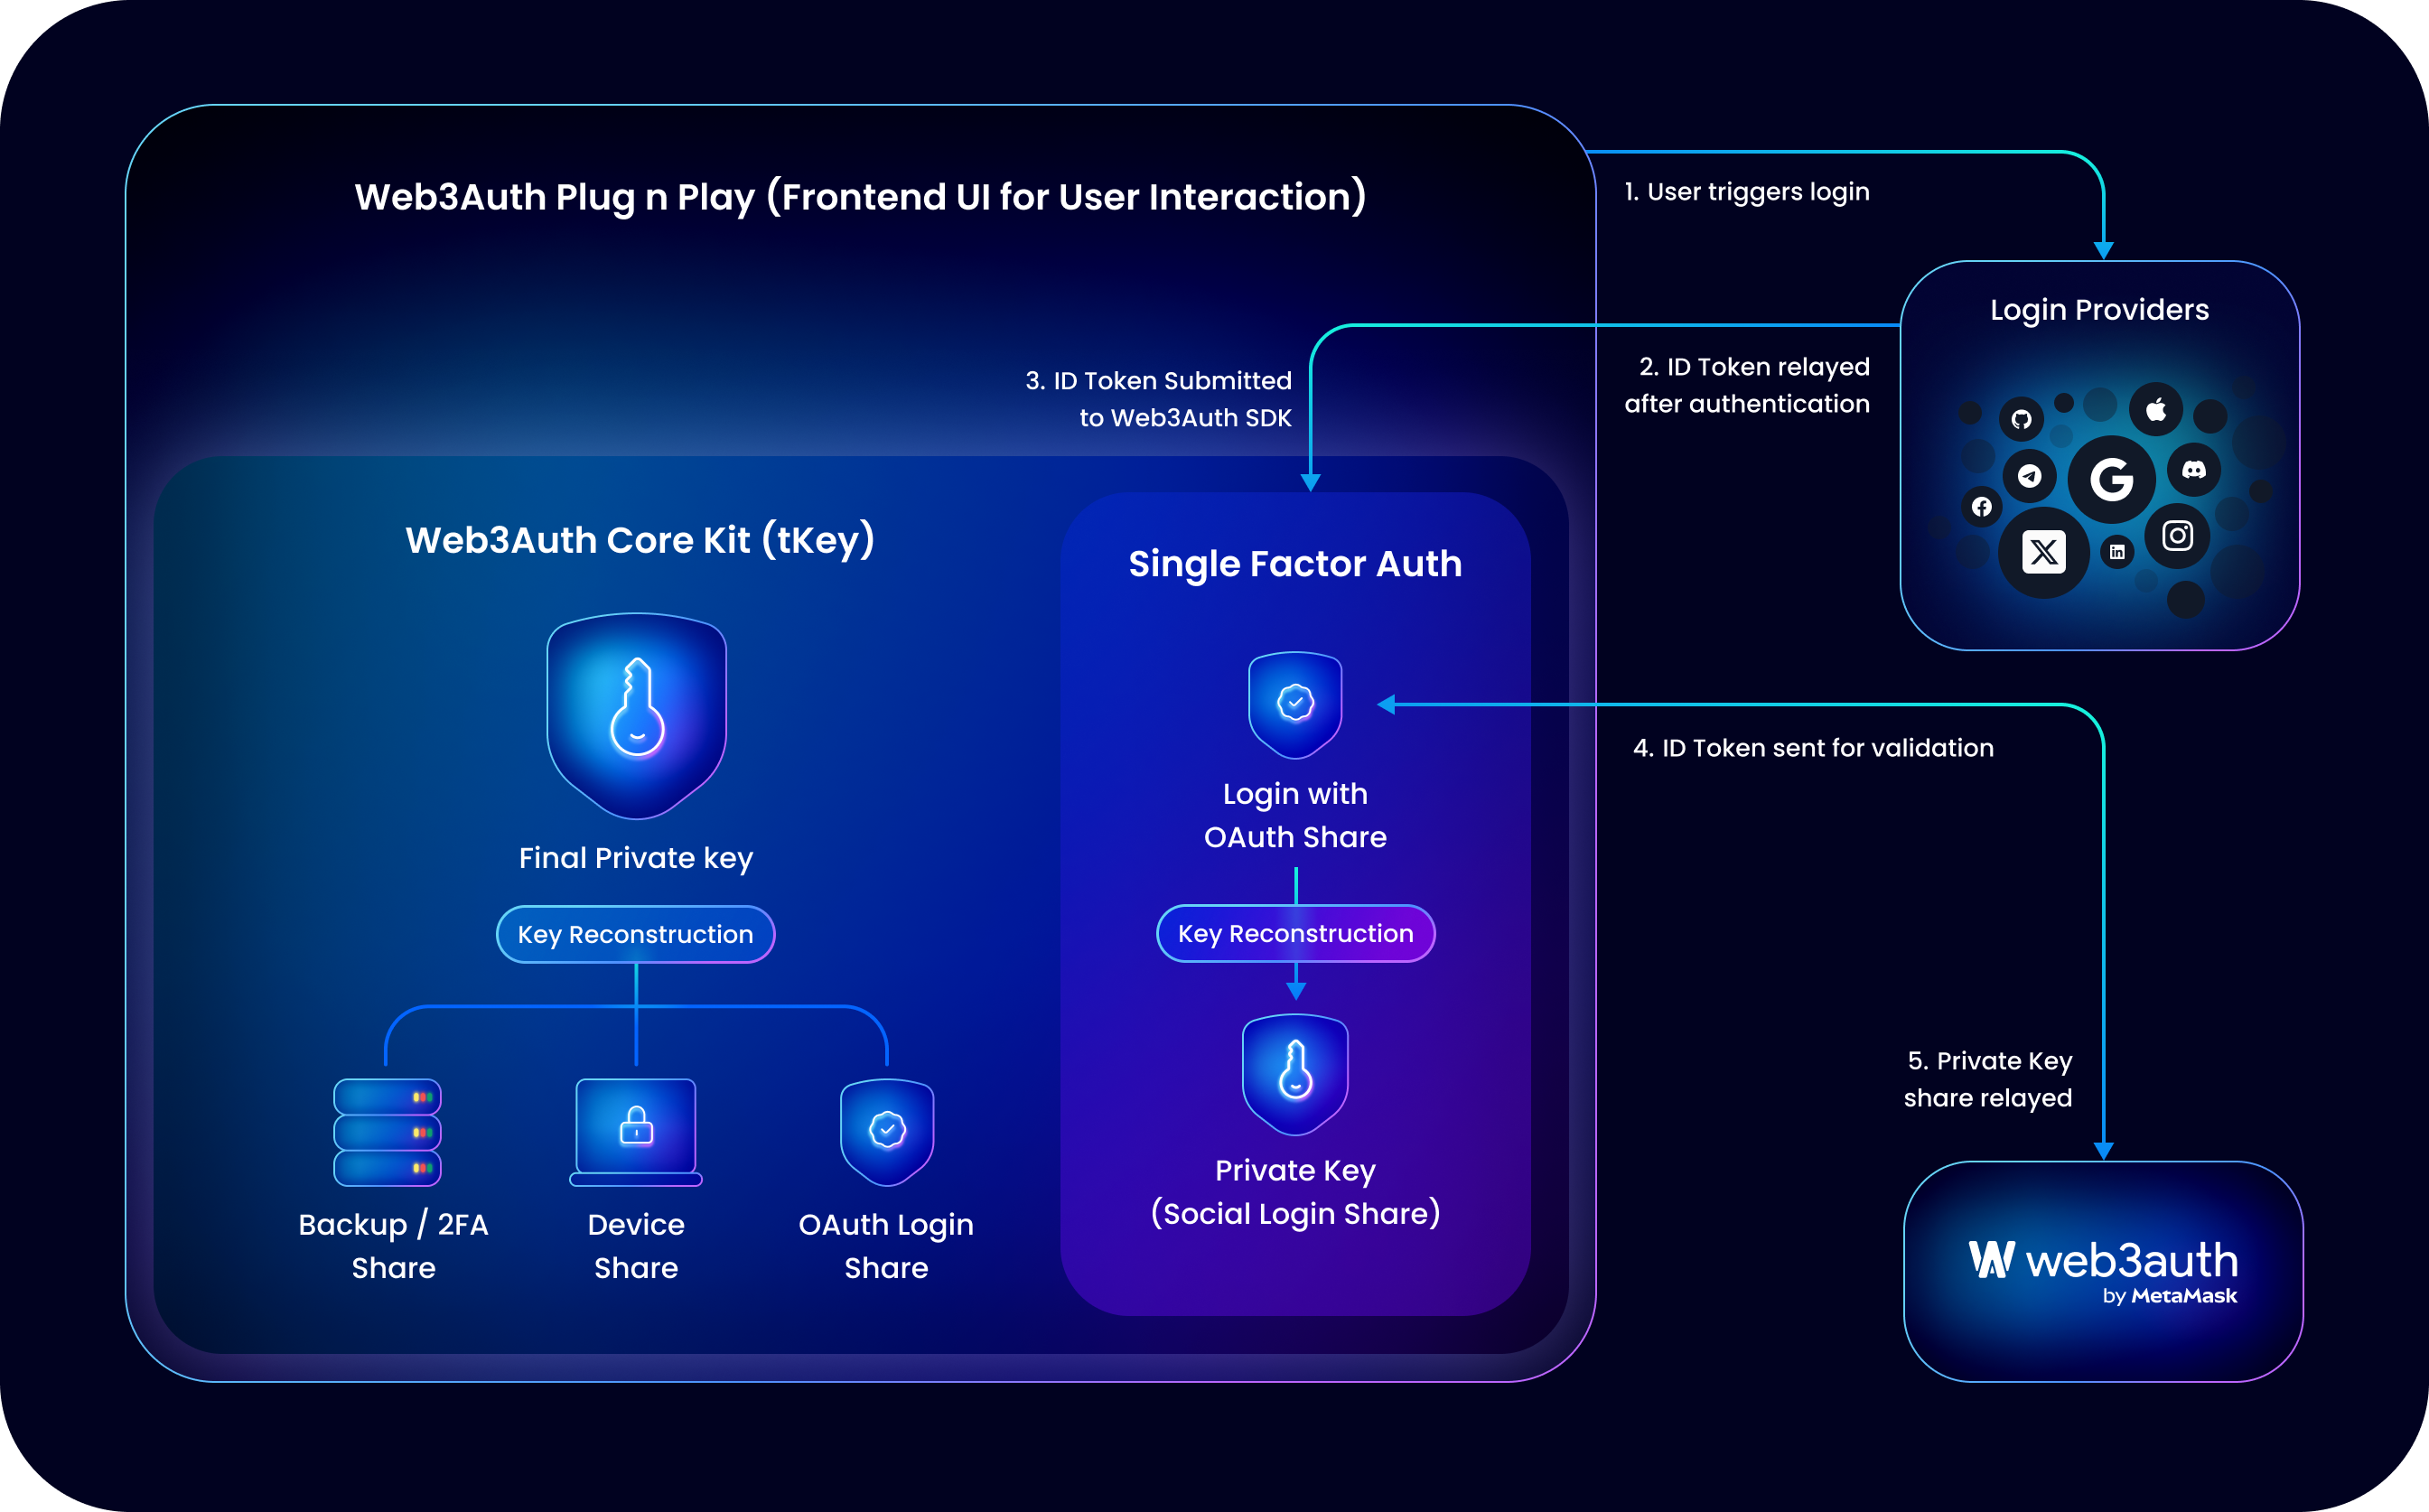 Web3Auth Plug n Play (Frontend UI for User Interaction)
1. User triggers login
Login Providers
2. ID Token relayed
after authentication
3. ID Token Submitted
to Web3Auth SDK
Web3Auth Core Kit (tKey)
Final Private key
Key Reconstruction
Backup / 2FA
Share
Device
Share
OAuth Login
Share
Single Factor Auth
Login with
OAuth Share
Key Reconstruction
Private Key
(Social Login Share)
4. ID Token sent for validation
5. Private Key
share relayed
web3auth
by MetaMask